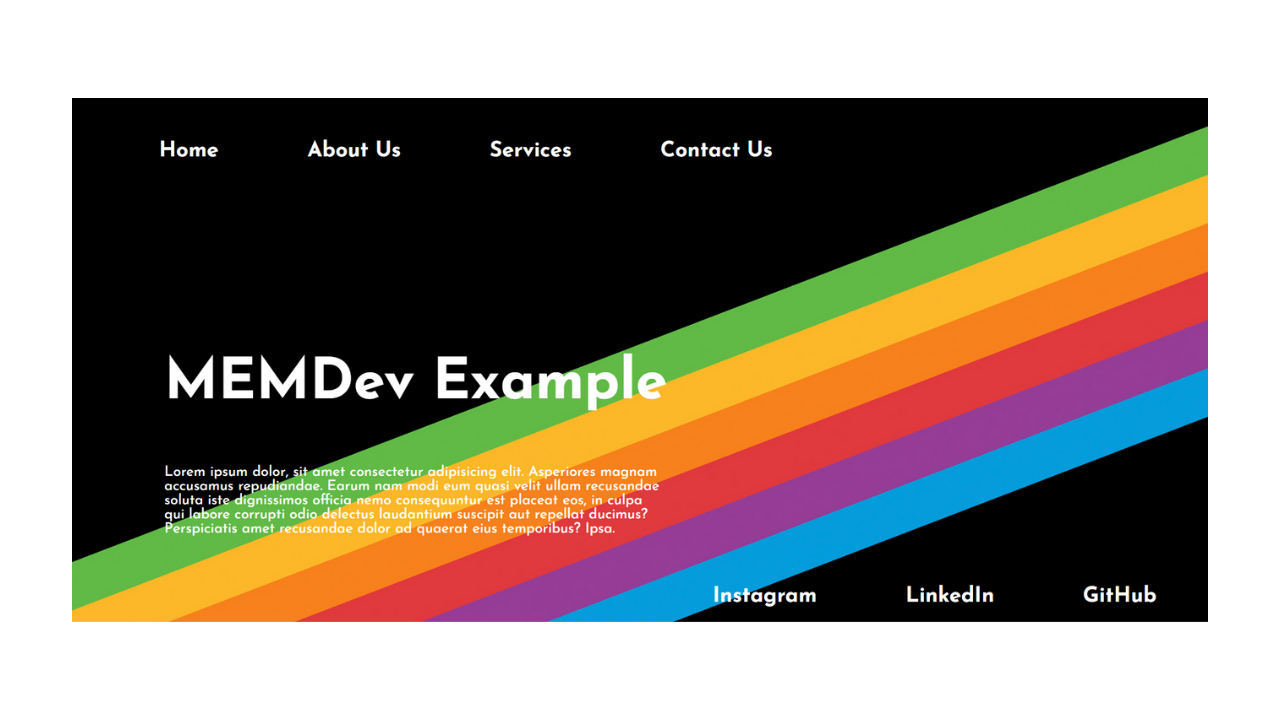 Home About Us Services Contact Us
MEMDev Example
Lorem ipsum dolor, sit amet consectetur adipisicing elit. Asperiores magnam
accusamus repudiandae. Earum nam modi eum quasi velit ullam recusandae
soluta iste dignissimos officia nemo consequuntur est placeat eos, in culpa
qui labore corrupti odio delectus laudantium suscipit aut repellat ducimus?
Perspiciatis amet recusandae dolor ad quaerat eius temporibus? Ipsa.
Instagram LinkedIn GitHub